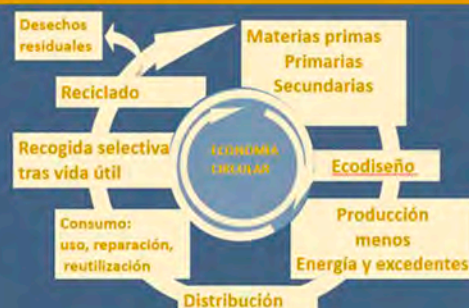 Desechos
residuales
Materias primas
Primarias
Secundarias
Reciclado
Recogida selectiva
tras vida útil
ECONOMIA
CIRCULAR
Ecodiseño
Consumo:
uso, reparación,
reutilización
Producción
menos
Energía y excedentes
Distribución